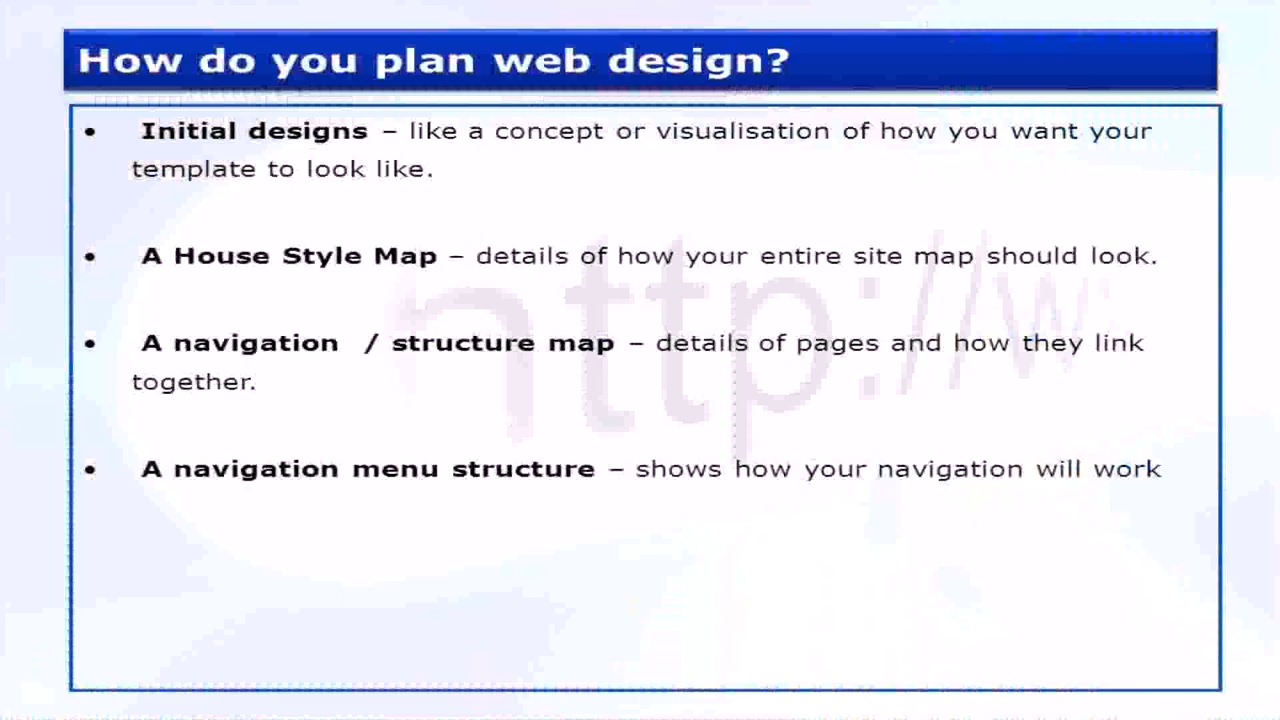 How do you plan web design?
• Initial designs – like a concept or visualisation of how you want your
template to look like.
• A House Style Map – details of how your entire site map should look.
• A navigation / structure map – details of pages and how they link
together.
• A navigation menu structure – shows how your navigation will work
http://w